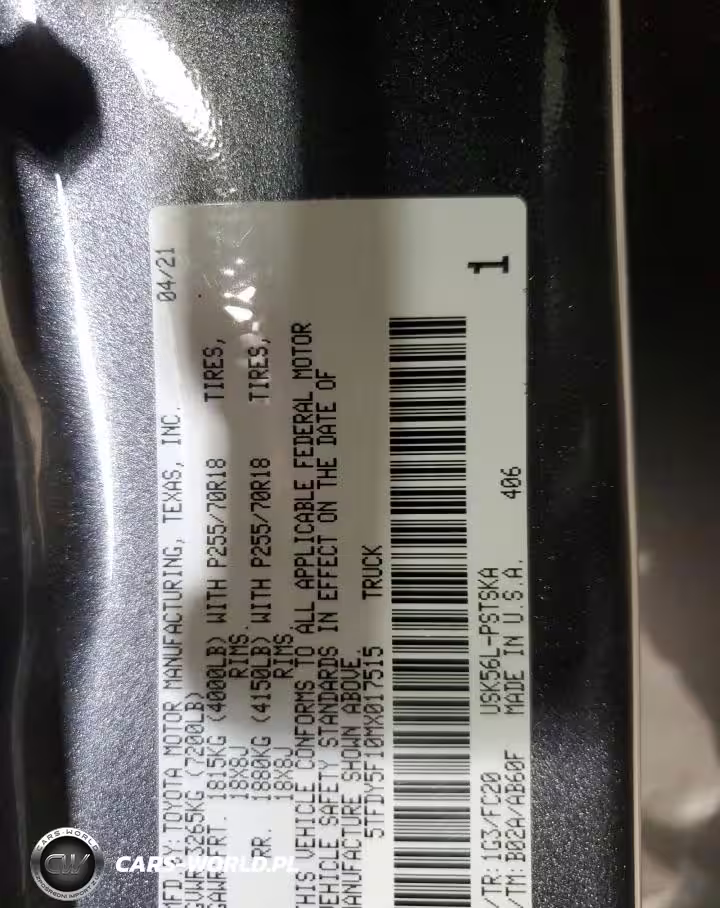 MFD BY:TOYOTA MOTOR MANUFACTURING, TEXAS, INC. 04/21
GVWR 3265KG (7200LB)
GAWR FRT. 1815KG (4000LB) WITH P255/70R18 TIRES,
18X8J RIMS.
RR. 1880KG (4150LB) WITH P255/70R18 TIRES,
18X8J RIMS.
THIS VEHICLE CONFORMS TO ALL APPLICABLE FEDERAL MOTOR
VEHICLE SAFETY STANDARDS IN EFFECT ON THE DATE OF
MANUFACTURE SHOWN ABOVE.
5TFDY5F10MX017515 TRUCK
/TR: 1G3/FC20 USK56L-PSTSKA
/TM: B02A/AB60F MADE IN U.S.A. 406
1
CARS-WORLD
CW
CARS-WORLD.PL